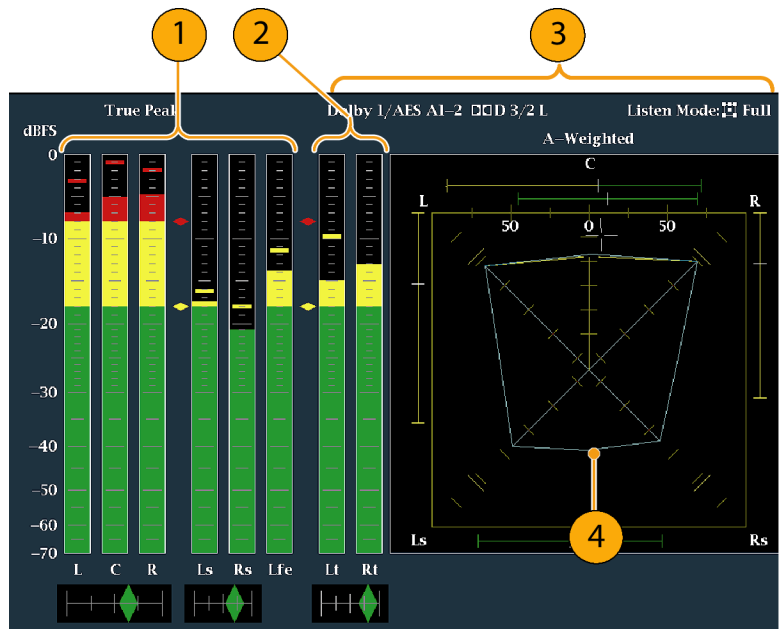 1 2 3
True Peak Dolby 1/AES A1-2 DD D 3/2 L Listen Mode: Full
dBFS
A-Weighted
C
L R
50 0 50
0
-10
-20
-30
-40
-50
-60
-70
4
Ls Rs
L C R Ls Rs Lfe Lt Rt